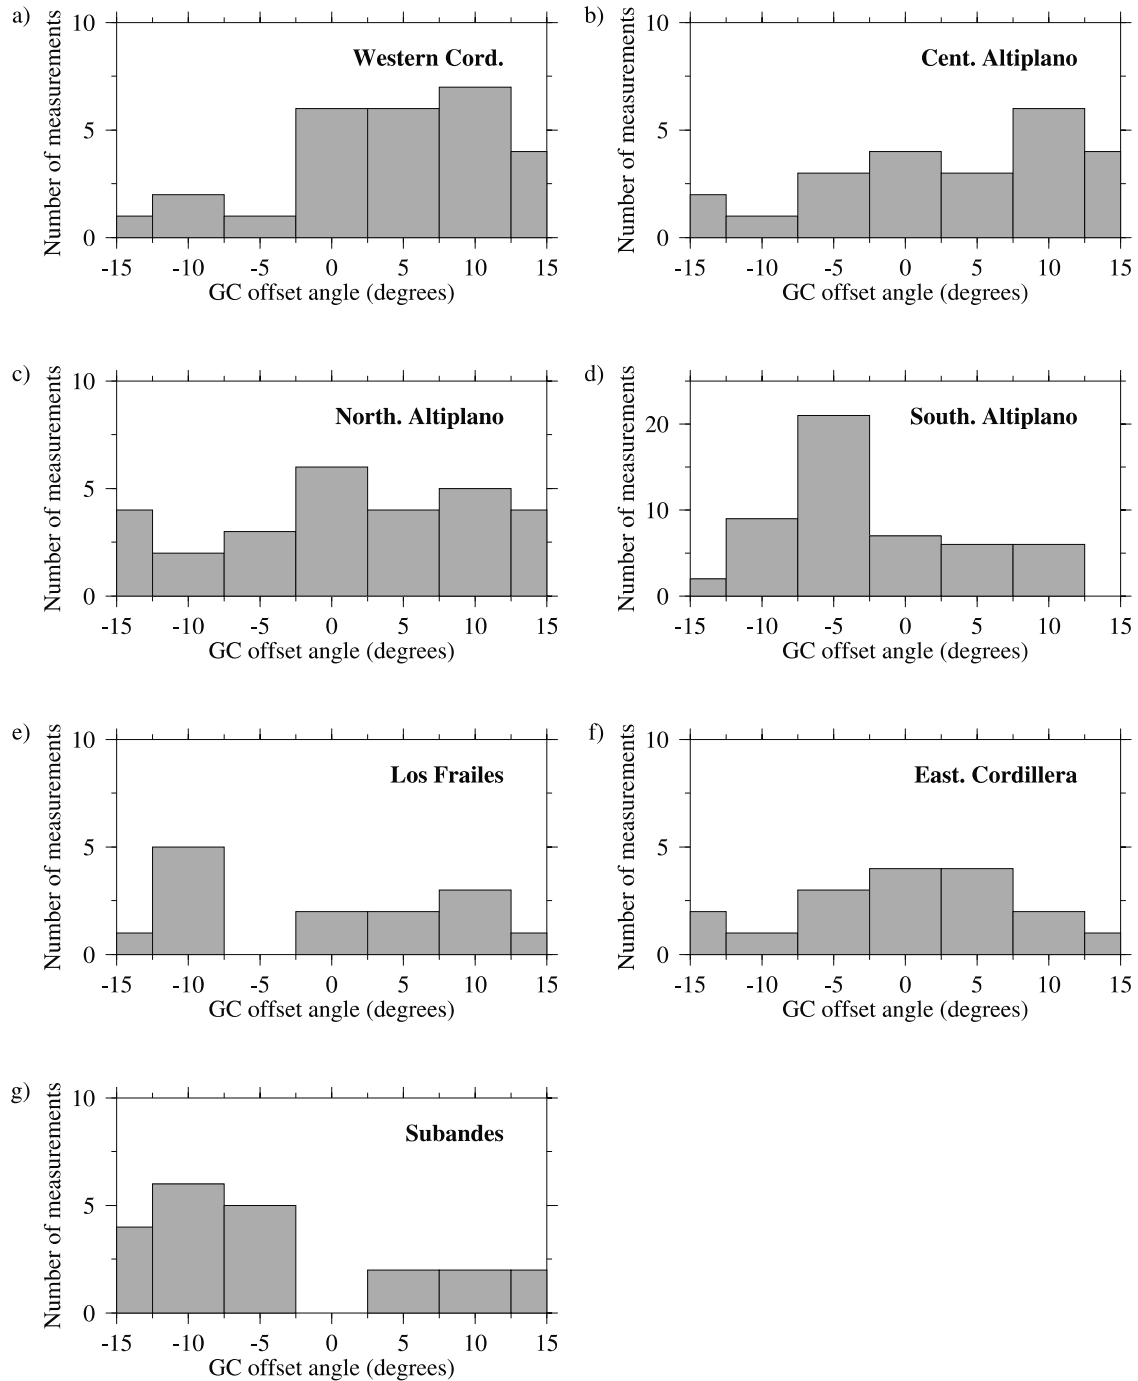 a)
Number of measurements
10
5
0
Western Cord.
-15 -10 -5 0 5 10 15
GC offset angle (degrees)
b)
Number of measurements
10
5
0
Cent. Altiplano
-15 -10 -5 0 5 10 15
GC offset angle (degrees)
c)
Number of measurements
10
5
0
North. Altiplano
-15 -10 -5 0 5 10 15
GC offset angle (degrees)
d)
Number of measurements
20
10
0
South. Altiplano
-15 -10 -5 0 5 10 15
GC offset angle (degrees)
e)
Number of measurements
10
5
0
Los Frailes
-15 -10 -5 0 5 10 15
GC offset angle (degrees)
f)
Number of measurements
10
5
0
East. Cordillera
-15 -10 -5 0 5 10 15
GC offset angle (degrees)
g)
Number of measurements
10
5
0
Subandes
-15 -10 -5 0 5 10 15
GC offset angle (degrees)